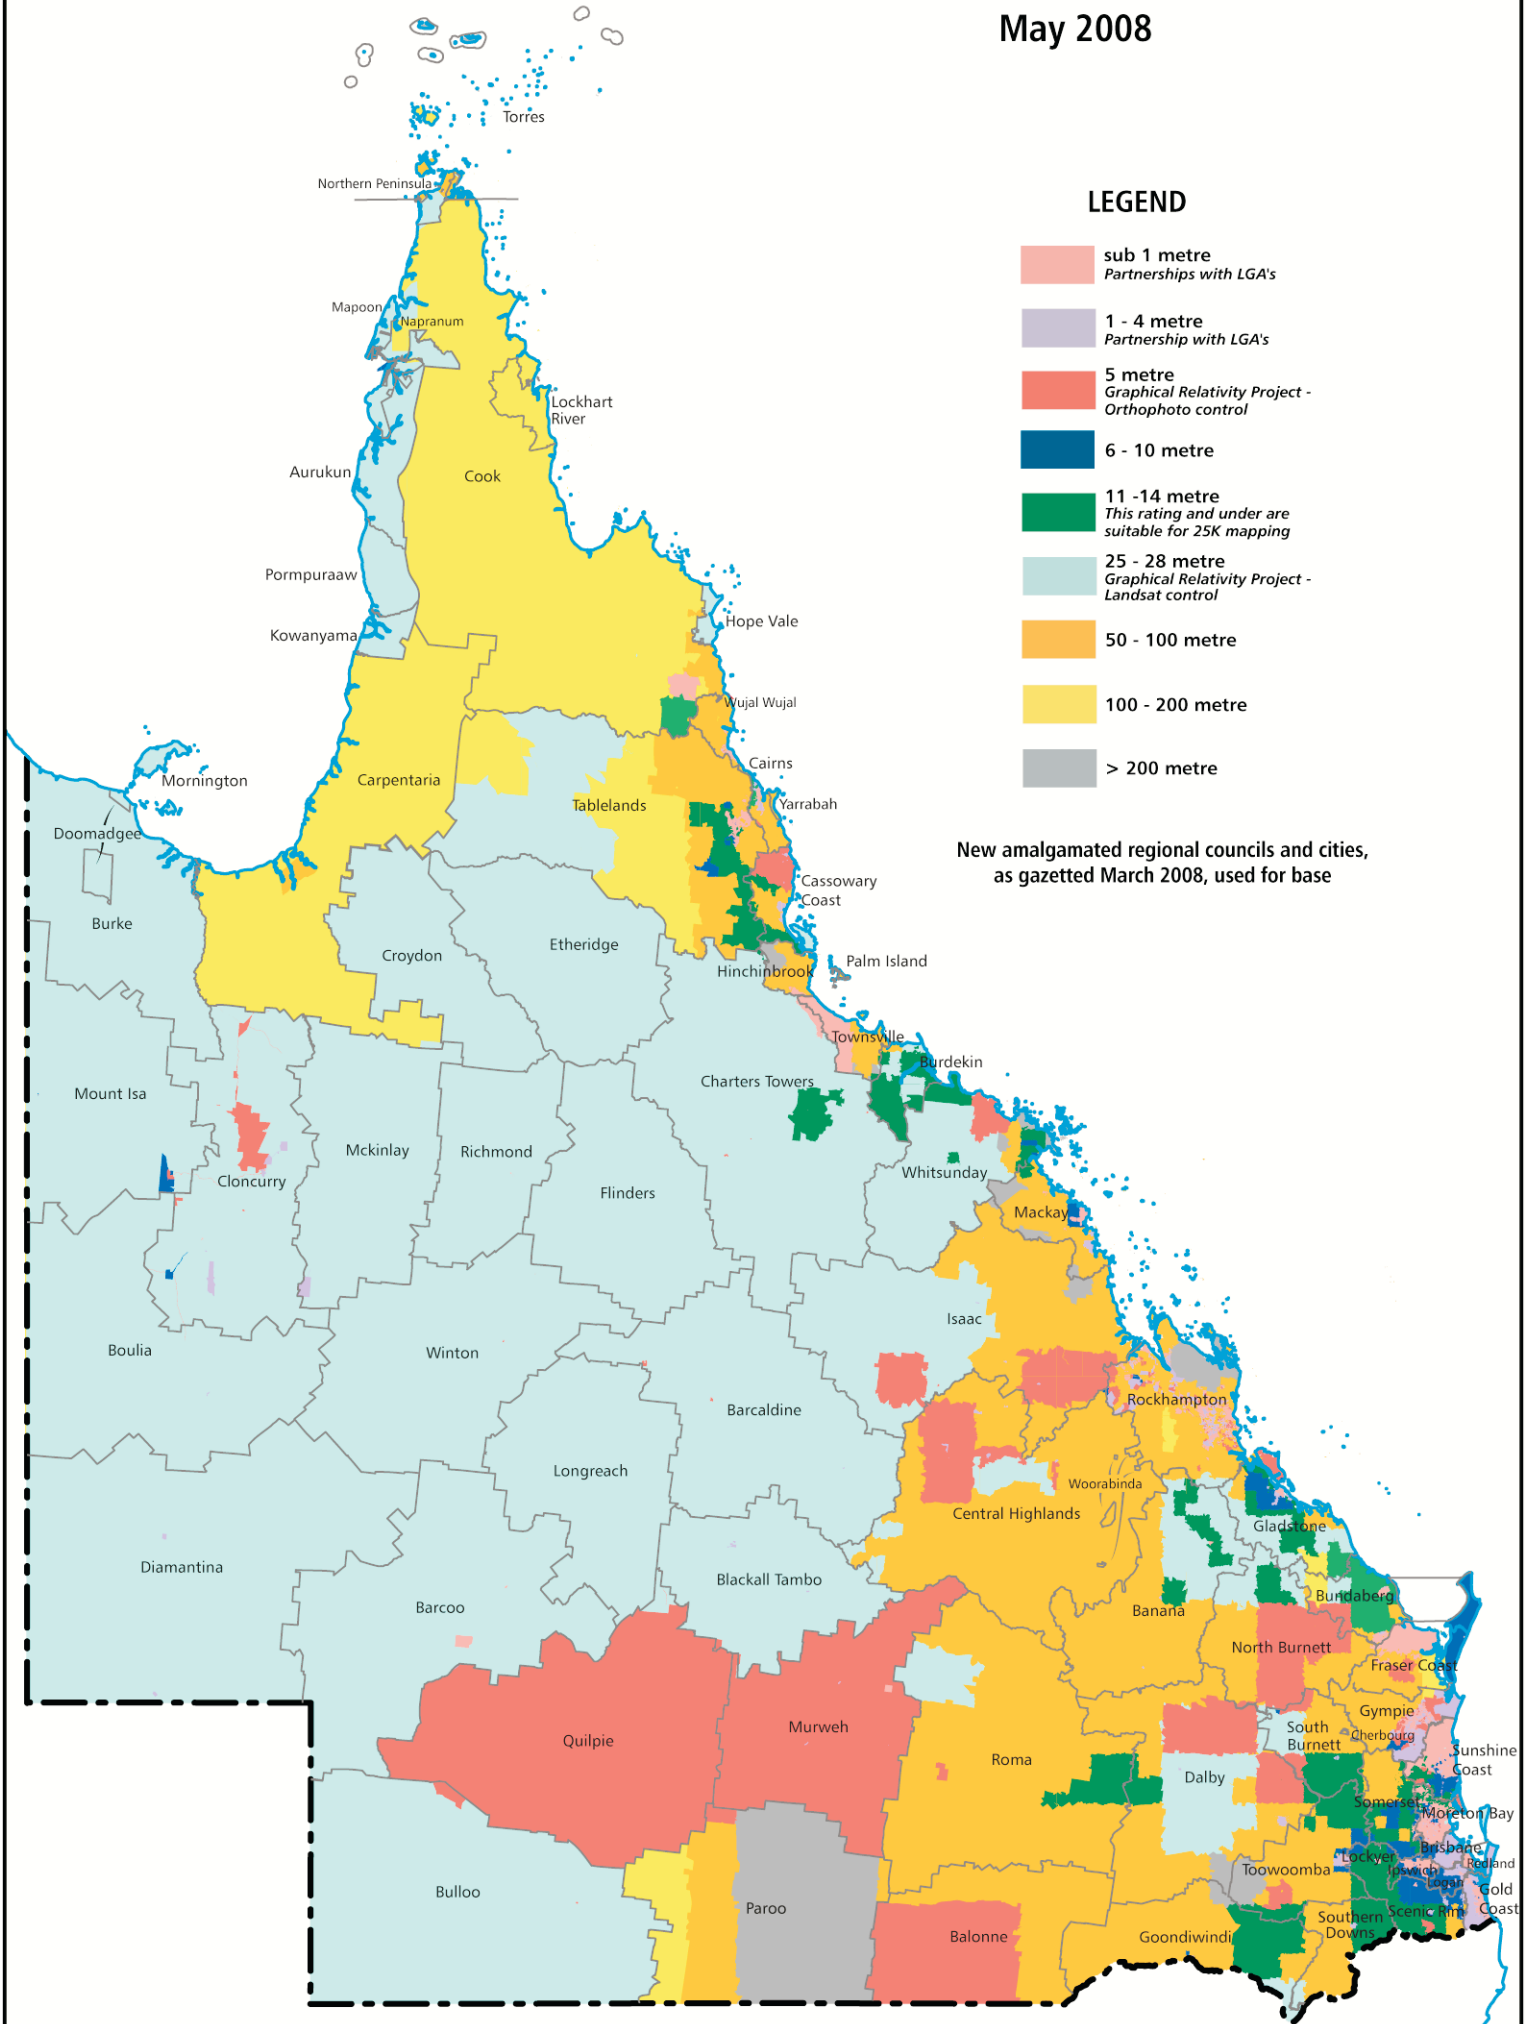 May 2008
Torres
Northern Peninsula
LEGEND
sub 1 metre
Partnerships with LGA's
1 - 4 metre
Partnership with LGA's
5 metre
Graphical Relativity Project -
Orthophoto control
6 - 10 metre
11 -14 metre
This rating and under are
suitable for 25K mapping
25 - 28 metre
Graphical Relativity Project -
Landsat control
50 - 100 metre
100 - 200 metre
> 200 metre
New amalgamated regional councils and cities,
as gazetted March 2008, used for base
Mapoon
Napranum
Lockhart
River
Aurukun
Cook
Pormpuraaw
Hope Vale
Kowanyama
Wujal Wujal
Cairns
Mornington
Carpentaria
Tablelands
Yarrabah
Doomadgee
Cassowary
Coast
Burke
Croydon
Etheridge
Hinchinbrook
Palm Island
Townsville
Burdekin
Charters Towers
Mount Isa
Mckinlay
Richmond
Whitsunday
Cloncurry
Flinders
Mackay
Isaac
Boulia
Winton
Rockhampton
Barcaldine
Longreach
Woorabinda
Central Highlands
Gladstone
Diamantina
Blackall Tambo
Bundaberg
Barcoo
Banana
North Burnett
Fraser Coast
Gympie
Quilpie
Murweh
South
Burnett
Cherbourg
Sunshine
Coast
Roma
Dalby
Somerset
Moreton Bay
Brisbane
Lockyer
Redland
Toowoomba
Ipswich
Logan
Bulloo
Gold
Coast
Paroo
Scenic Rim
Southern
Downs
Balonne
Goondiwindi